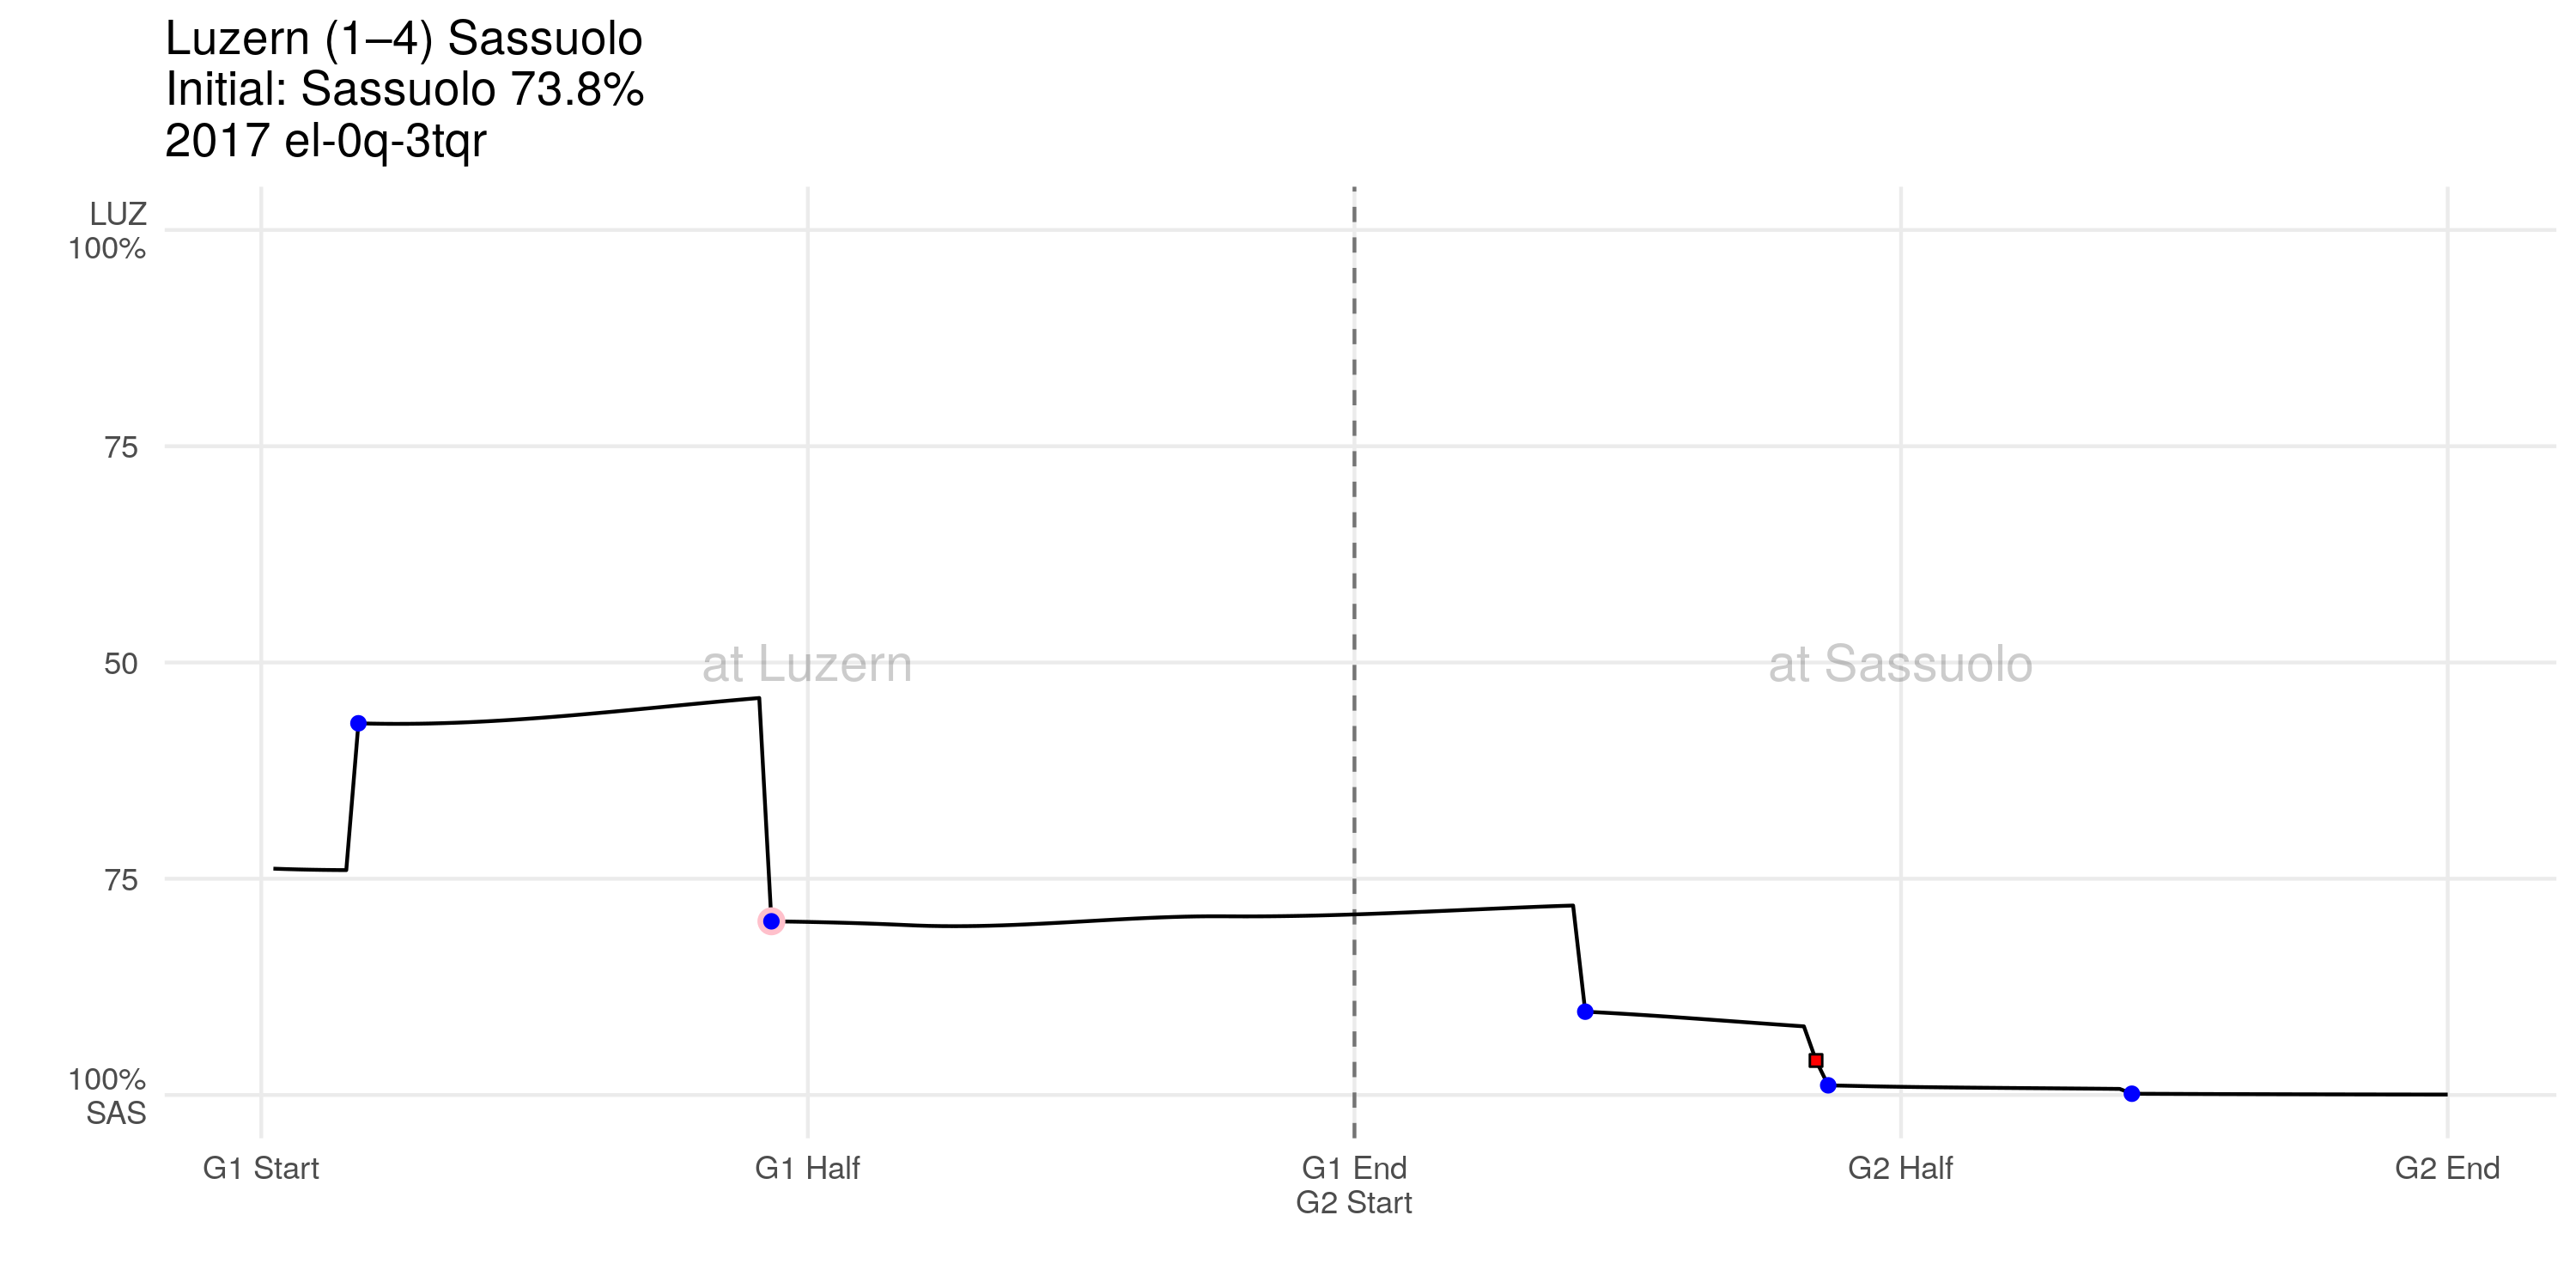 Luzern (1–4) Sassuolo
Initial: Sassuolo 73.8%
2017 el-0q-3tqr
LUZ
100%
75
50
75
100%
SAS
at Luzern
at Sassuolo
G1 Start
G1 Half
G1 End
G2 Start
G2 Half
G2 End